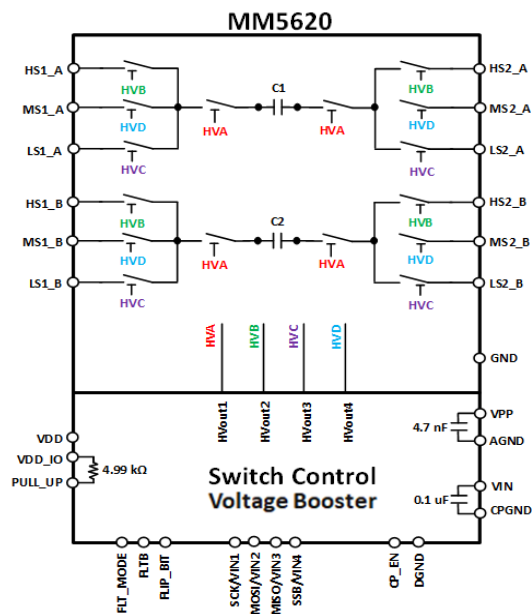 MM5620
HS1_A
HVB
C1
HS2_A
HVB
MS1_A
HVD
HVA
HVA
MS2_A
HVD
LS1_A
HVC
LS2_A
HVC
HS1_B
HVB
C2
HS2_B
HVB
MS1_B
HVD
HVA
HVA
MS2_B
HVD
LS1_B
HVC
LS2_B
HVC
HVA
HVB
HVC
HVD
GND
HVout1
HVout2
HVout3
HVout4
VPP
4.7 nF
AGND
VDD
VDD_IO
4.99 kΩ
PULL_UP
Switch Control
Voltage Booster
VIN
0.1 uF
CPGND
FLT_MODE
FLTB
FLIP_BIT
SCK/VIN1
MOSI/VIN2
MISO/VIN3
SSB/VIN4
CP_EN
DGND